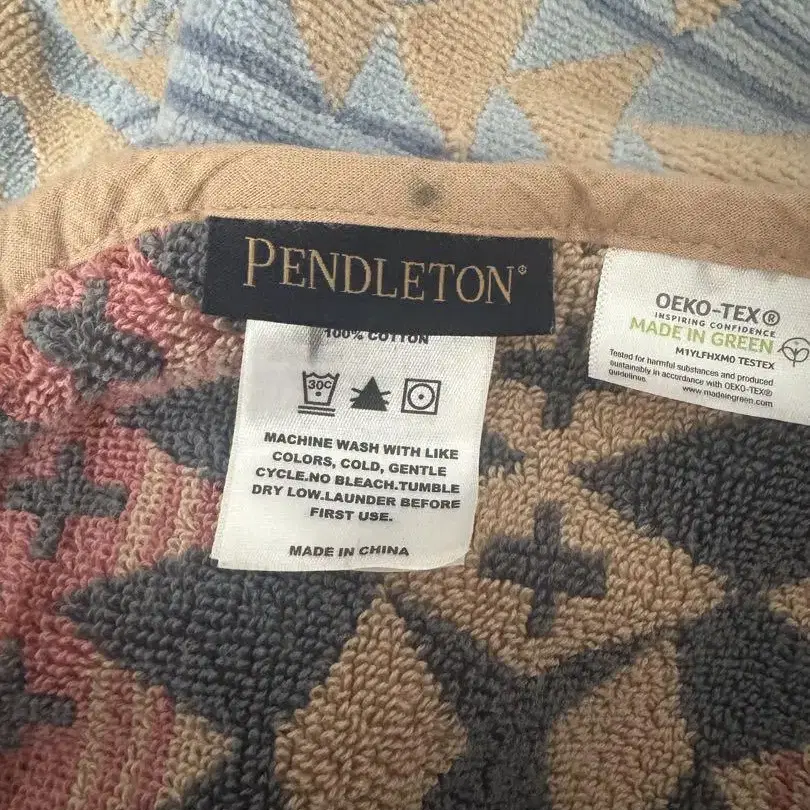 PENDLETON®
100% COTTON
30C
MACHINE WASH WITH LIKE
COLORS, COLD, GENTLE
CYCLE.NO BLEACH.TUMBLE
DRY LOW.LAUNDER BEFORE
FIRST USE.
MADE IN CHINA
OEKO-TEX®
INSPIRING CONFIDENCE
MADE IN GREEN
M1YLFHXM0 TESTEX
Tested for harmful substances and produced
sustainably in accordance with OEKO-TEX®
guidelines. www.madeingreen.com